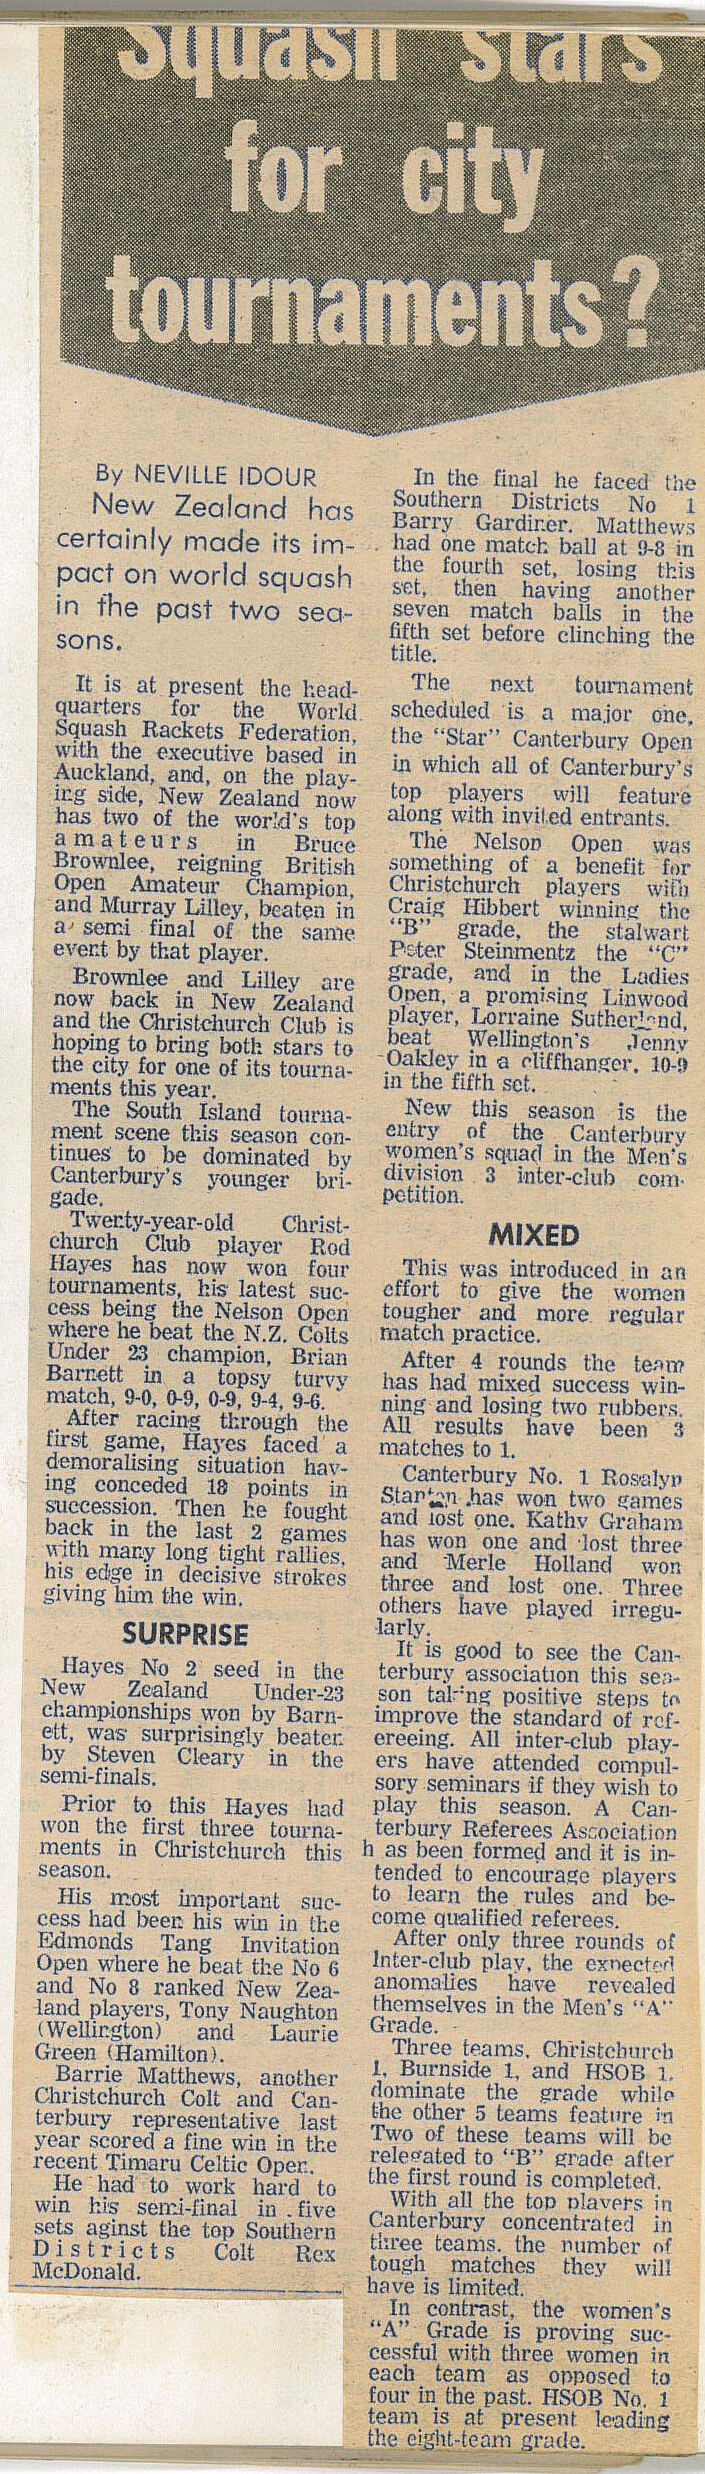 Squash stars
for city
tournaments?
By NEVILLE IDOUR
New Zealand has
certainly made its im-
pact on world squash
in the past two sea-
sons.
It is at present the head-
quarters for the World
Squash Rackets Federation,
with the executive based in
Auckland, and, on the play-
ing side, New Zealand now
has two of the world's top
amateurs in Bruce
Brownlee, reigning British
Open Amateur Champion,
and Murray Lilley, beaten in
a semi final of the same
event by that player.
Brownlee and Lilley are
now back in New Zealand
and the Christchurch Club is
hoping to bring both stars to
the city for one of its tourna-
ments this year.
The South Island tourna-
ment scene this season con-
tinues to be dominated by
Canterbury's younger bri-
gade.
Twenty-year-old Christ-
church Club player Rod
Hayes has now won four
tournaments, his latest suc-
cess being the Nelson Open
where he beat the N.Z. Colts
Under 23 champion, Brian
Barnett in a topsy turvy
match, 9-0, 0-9, 0-9, 9-4, 9-6.
After racing through the
first game, Hayes faced a
demoralising situation hav-
ing conceded 18 points in
succession. Then he fought
back in the last 2 games
with many long tight rallies,
his edge in decisive strokes
giving him the win.
SURPRISE
Hayes No 2 seed in the
New Zealand Under-23
championships won by Barn-
ett, was surprisingly beaten
by Steven Cleary in the
semi-finals.
Prior to this Hayes had
won the first three tourna-
ments in Christchurch this
season.
His most important suc-
cess had been his win in the
Edmonds Tang Invitation
Open where he beat the No 6
and No 8 ranked New Zea-
land players, Tony Naughton
(Wellington) and Laurie
Green (Hamilton).
Barrie Matthews, another
Christchurch Colt and Can-
terbury representative last
year scored a fine win in the
recent Timaru Celtic Open.
He had to work hard to
win his semi-final in five
sets aginst the top Southern
Districts Colt Rex
McDonald.
In the final he faced the
Southern Districts No 1
Barry Gardiner. Matthews
had one match ball at 9-8 in
the fourth set, losing this
set, then having another
seven match balls in the
fifth set before clinching the
title.
The next tournament
scheduled is a major one,
the "Star" Canterbury Open
in which all of Canterbury's
top players will feature
along with invited entrants.
The Nelson Open was
something of a benefit for
Christchurch players with
Craig Hibbert winning the
"B" grade, the stalwart
Peter Steinmentz the "C"
grade, and in the Ladies
Open, a promising Linwood
player, Lorraine Sutherland,
beat Wellington's Jenny
Oakley in a cliffhanger, 10-9
in the fifth set.
New this season is the
entry of the Canterbury
women's squad in the Men's
division 3 inter-club com-
petition.
MIXED
This was introduced in an
effort to give the women
tougher and more regular
match practice.
After 4 rounds the team
has had mixed success win-
ning and losing two rubbers.
All results have been 3
matches to 1.
Canterbury No. 1 Rosalyn
Stanton has won two games
and lost one. Kathy Graham
has won one and lost three
and Merle Holland won
three and lost one. Three
others have played irregu-
larly.
It is good to see the Can-
terbury association this sea-
son taking positive steps to
improve the standard of ref-
ereeing. All inter-club play-
ers have attended compul-
sory seminars if they wish to
play this season. A Can-
terbury Referees Association
h as been formed and it is in-
tended to encourage players
to learn the rules and be-
come qualified referees.
After only three rounds of
Inter-club play, the expected
anomalies have revealed
themselves in the Men's "A"
Grade.
Three teams, Christchurch
1, Burnside 1, and HSOB 1,
dominate the grade while
the other 5 teams feature in
Two of these teams will be
relegated to "B" grade after
the first round is completed.
With all the top players in
Canterbury concentrated in
three teams, the number of
tough matches they will
have is limited.
In contrast, the women's
"A" Grade is proving suc-
cessful with three women in
each team as opposed to
four in the past. HSOB No. 1
team is at present leading
the eight-team grade.